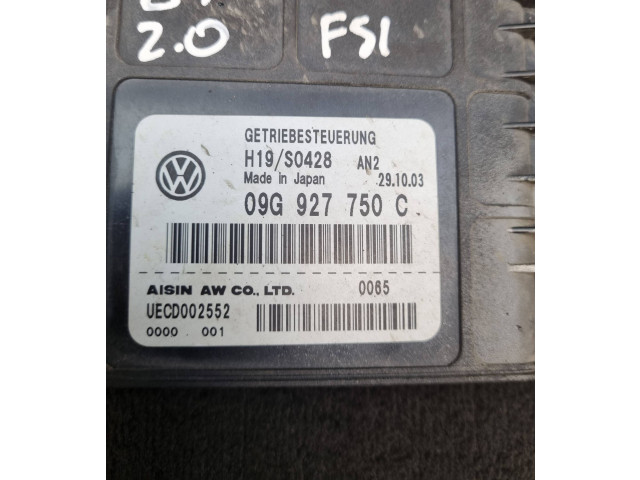 2.0 FSI
GETRIEBESTEUERUNG
H19/S0428 AN2
Made in Japan 29.10.03
09G 927 750 C
AISIN AW CO., LTD. 0065
UECD002552
0000 001